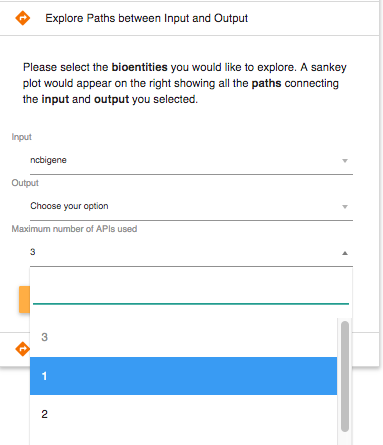 Explore Paths between Input and Output
Please select the bioentities you would like to explore. A sankey
plot would appear on the right showing all the paths connecting
the input and output you selected.
Input
ncbigene
Output
Choose your option
Maximum number of APIs used
3
3
1
2